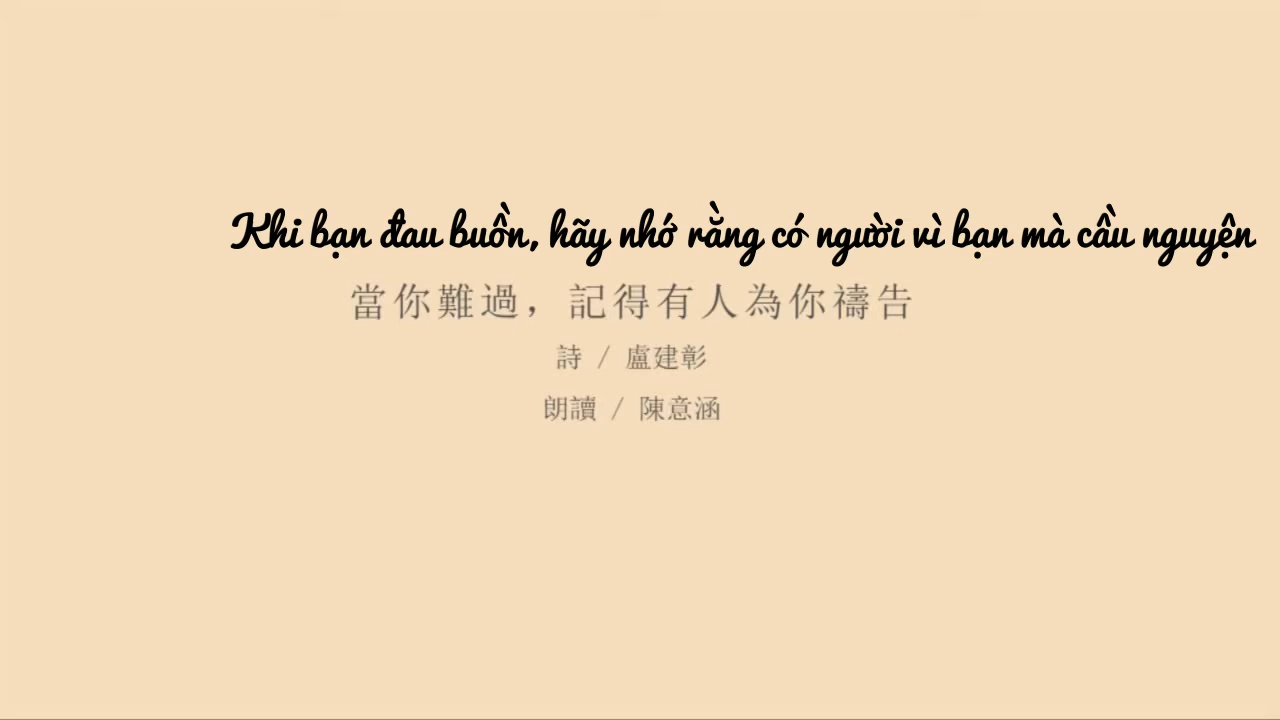 Khi bạn đau buồn, hãy nhớ rằng có người vì bạn mà cầu nguyện
當你難過，記得有人為你禱告
詩 / 盧建彰
朗讀 / 陳意涵